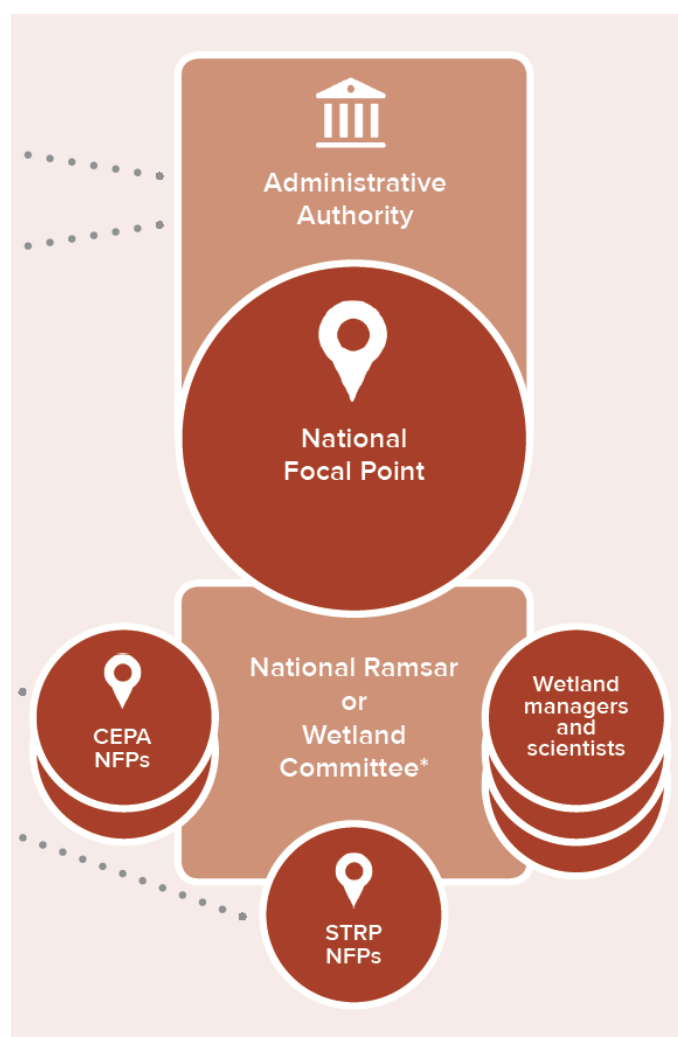 Administrative
Authority
National
Focal Point
National Ramsar
or
Wetland
Committee*
CEPA
NFPs
Wetland
managers
and
scientists
STRP
NFPs